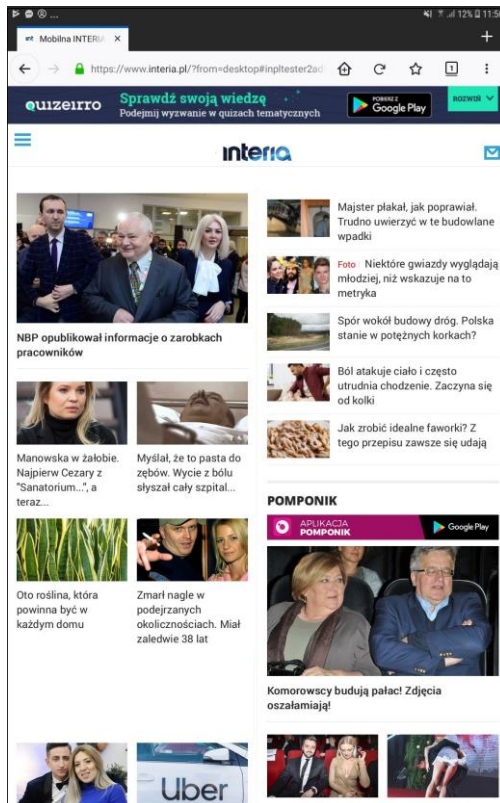 12% 11:56
Mobilna INTERIA
https://www.interia.pl/?from=desktop#inpltester2ad
1
QUIZEIRRO
Sprawdź swoją wiedzę
Podejmij wyzwanie w quizach tematycznych
POBIERZ Z
Google Play
ROZWIŃ
interia
NBP opublikował informacje o zarobkach
pracowników
Manowska w żałobie.
Najpierw Cezary z
"Sanatorium...", a
teraz...
Myślał, że to pasta do
zębów. Wycie z bólu
słyszał cały szpital...
Oto roślina, która
powinna być w
każdym domu
Zmarł nagle w
podejrzanych
okolicznościach. Miał
zaledwie 38 lat
Uber
Majster płakał, jak poprawiał.
Trudno uwierzyć w te budowlane
wpadki
Foto Niektóre gwiazdy wyglądają
młodziej, niż wskazuje na to
metryka
Spór wokół budowy dróg. Polska
stanie w potężnych korkach?
Ból atakuje ciało i często
utrudnia chodzenie. Zaczyna się
od kolki
Jak zrobić idealne faworki? Z
tego przepisu zawsze się udają
POMPONIK
APLIKACJA
POMPONIK
Google Play
Komorowscy budują pałac! Zdjęcia
oszałamiają!